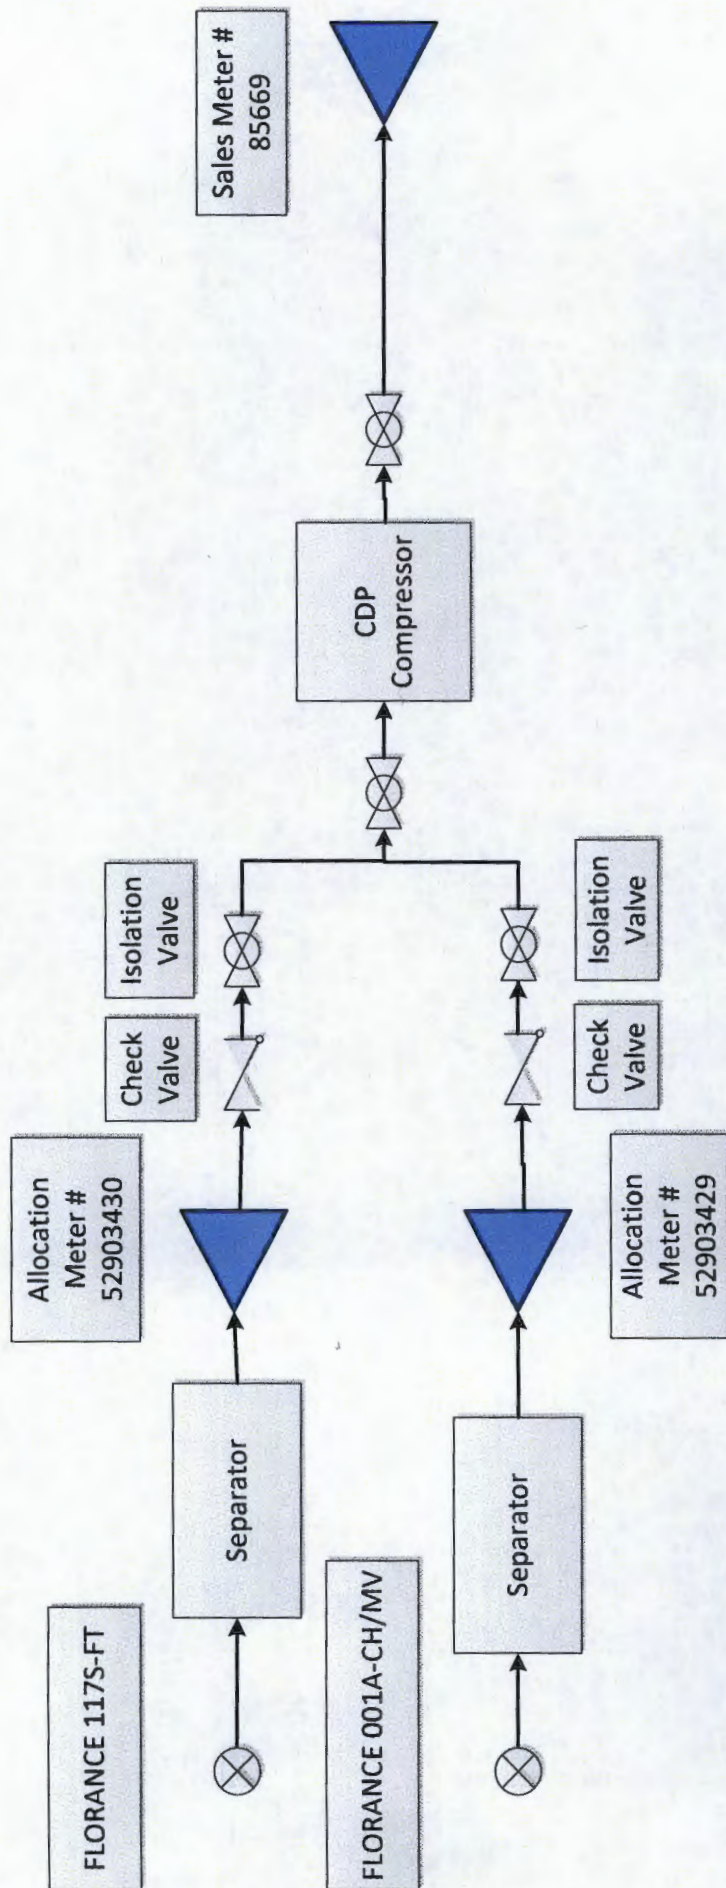 FLORANCE 117S-FT
Separator
Allocation
Meter #
52903430
Check
Valve
Isolation
Valve
FLORANCE 001A-CH/MV
Separator
Allocation
Meter #
52903429
Check
Valve
Isolation
Valve
CDP
Compressor
Sales Meter #
85669